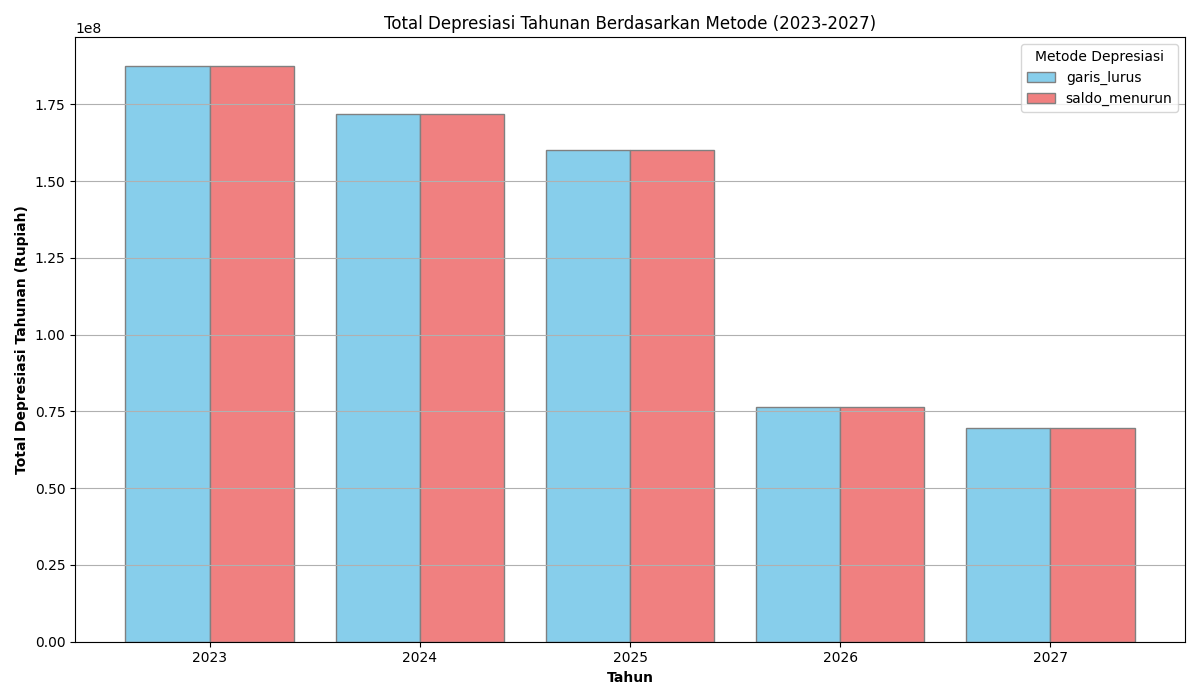 Total Depresiasi Tahunan Berdasarkan Metode (2023-2027)
1e8
Metode Depresiasi
garis_lurus
saldo_menurun
1.75
1.50
1.25
1.00
0.75
0.50
0.25
0.00
Total Depresiasi Tahunan (Rupiah)
2023 2024 2025 2026 2027
Tahun